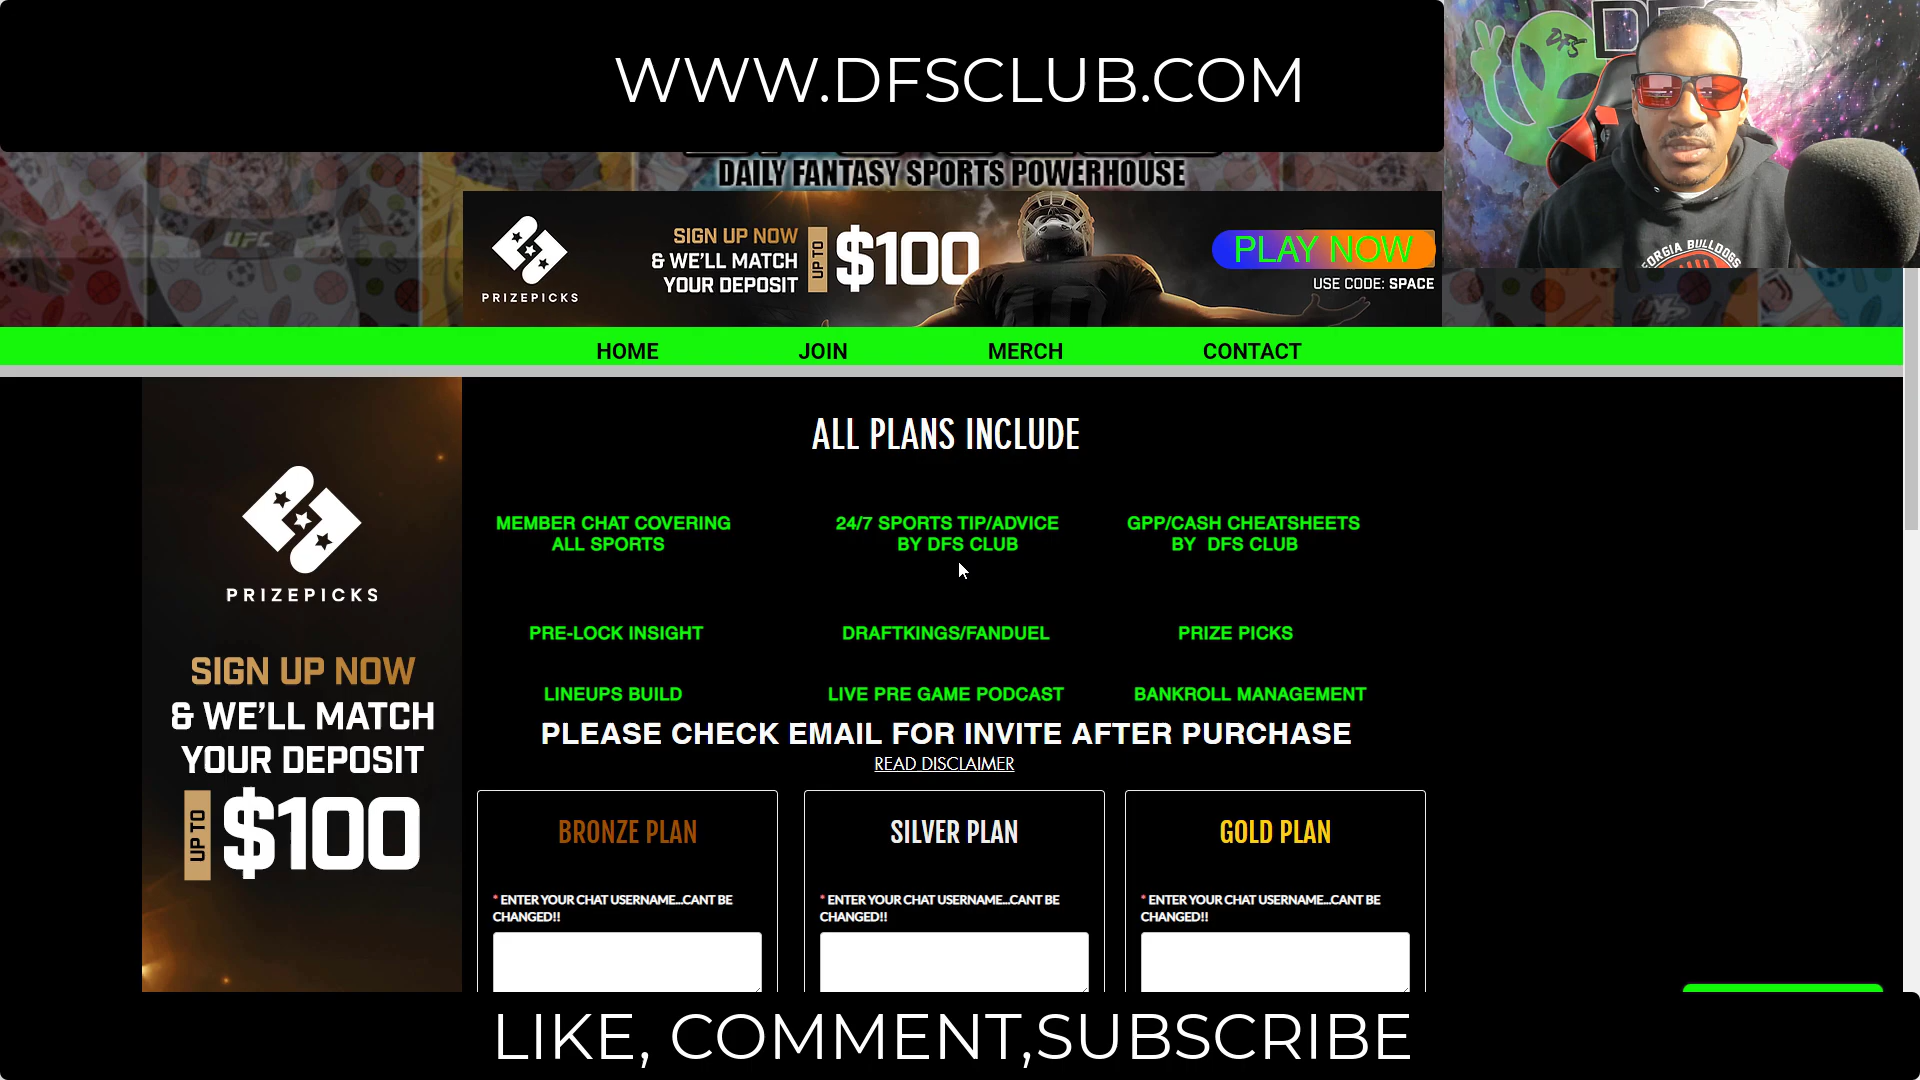 WWW.DFSCLUB.COM
DFS
DAILY FANTASY SPORTS POWERHOUSE
UFC
PRIZEPICKS
SIGN UP NOW
& WE'LL MATCH
YOUR DEPOSIT
UP TO
$100
PLAY NOW
USE CODE: SPACE
GEORGIA BULLDOGS
HOME JOIN MERCH CONTACT
PRIZEPICKS
SIGN UP NOW
& WE'LL MATCH
YOUR DEPOSIT
UP TO
$100
ALL PLANS INCLUDE
MEMBER CHAT COVERING
ALL SPORTS
24/7 SPORTS TIP/ADVICE
BY DFS CLUB
GPP/CASH CHEATSHEETS
BY DFS CLUB
PRE-LOCK INSIGHT
DRAFTKINGS/FANDUEL
PRIZE PICKS
LINEUPS BUILD
LIVE PRE GAME PODCAST
BANKROLL MANAGEMENT
PLEASE CHECK EMAIL FOR INVITE AFTER PURCHASE
READ DISCLAIMER
BRONZE PLAN
* ENTER YOUR CHAT USERNAME...CANT BE
CHANGED!!
SILVER PLAN
* ENTER YOUR CHAT USERNAME...CANT BE
CHANGED!!
GOLD PLAN
* ENTER YOUR CHAT USERNAME...CANT BE
CHANGED!!
LIKE, COMMENT,SUBSCRIBE